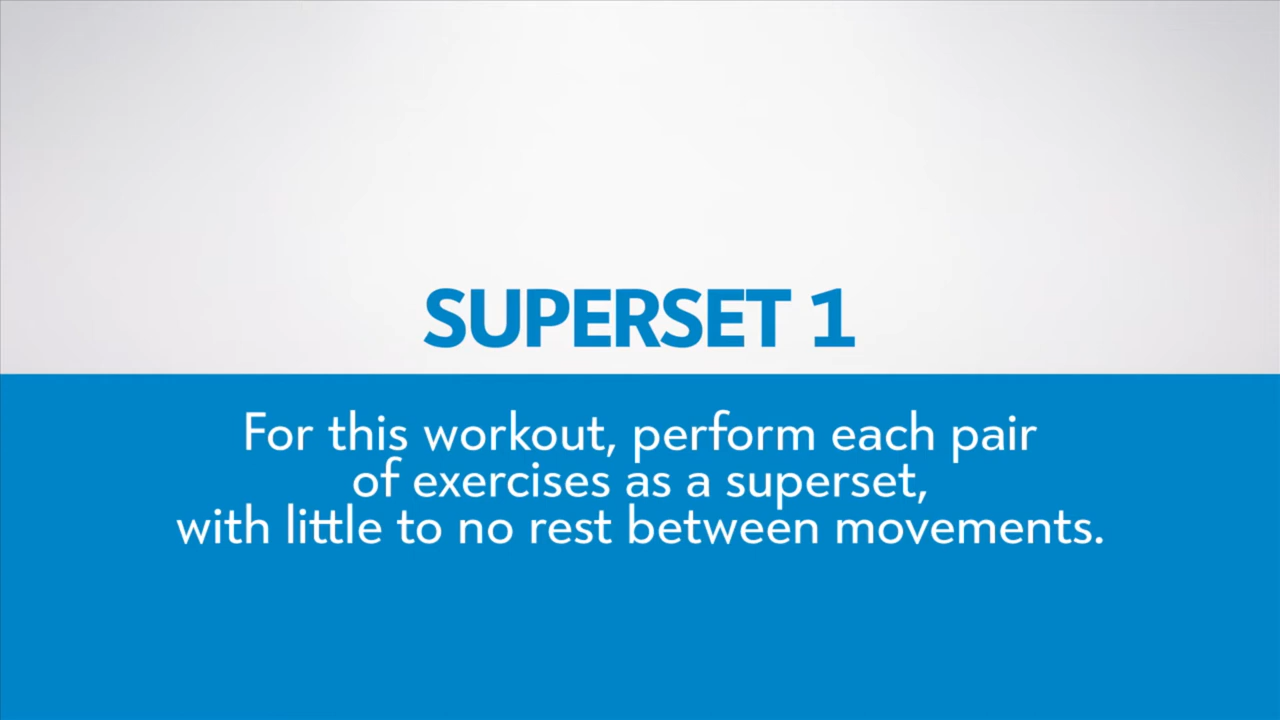 SUPERSET 1
For this workout, perform each pair
of exercises as a superset,
with little to no rest between movements.